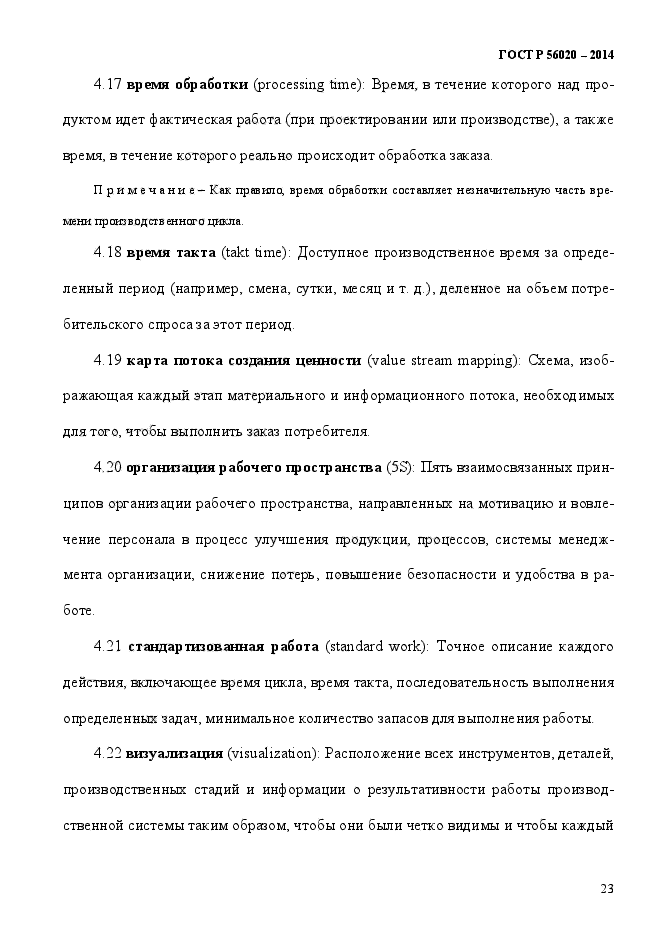 ГОСТ Р 56020 – 2014
4.17 время обработки (processing time): Время, в течение которого над про-
дуктом идет фактическая работа (при проектировании или производстве), а также
время, в течение которого реально происходит обработка заказа.
П р и м е ч а н и е – Как правило, время обработки составляет незначительную часть вре-
мени производственного цикла.
4.18 время такта (takt time): Доступное производственное время за опреде-
ленный период (например, смена, сутки, месяц и т. д.), деленное на объем потре-
бительского спроса за этот период.
4.19 карта потока создания ценности (value stream mapping): Схема, изоб-
ражающая каждый этап материального и информационного потока, необходимых
для того, чтобы выполнить заказ потребителя.
4.20 организация рабочего пространства (5S): Пять взаимосвязанных прин-
ципов организации рабочего пространства, направленных на мотивацию и вовле-
чение персонала в процесс улучшения продукции, процессов, системы менедж-
мента организации, снижение потерь, повышение безопасности и удобства в ра-
боте.
4.21 стандартизованная работа (standard work): Точное описание каждого
действия, включающее время цикла, время такта, последовательность выполнения
определенных задач, минимальное количество запасов для выполнения работы.
4.22 визуализация (visualization): Расположение всех инструментов, деталей,
производственных стадий и информации о результативности работы производ-
ственной системы таким образом, чтобы они были четко видимы и чтобы каждый
23